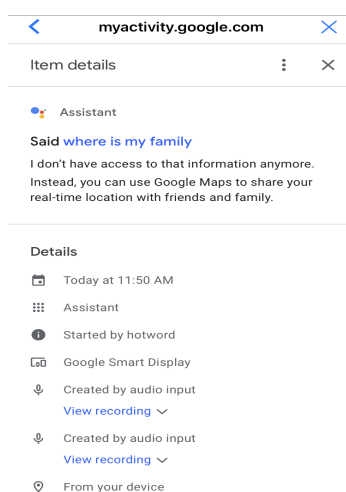 myactivity.google.com
Item details
Assistant
Said where is my family
I don't have access to that information anymore.
Instead, you can use Google Maps to share your
real-time location with friends and family.
Details
Today at 11:50 AM
Assistant
Started by hotword
Google Smart Display
Created by audio input
View recording
Created by audio input
View recording
From your device